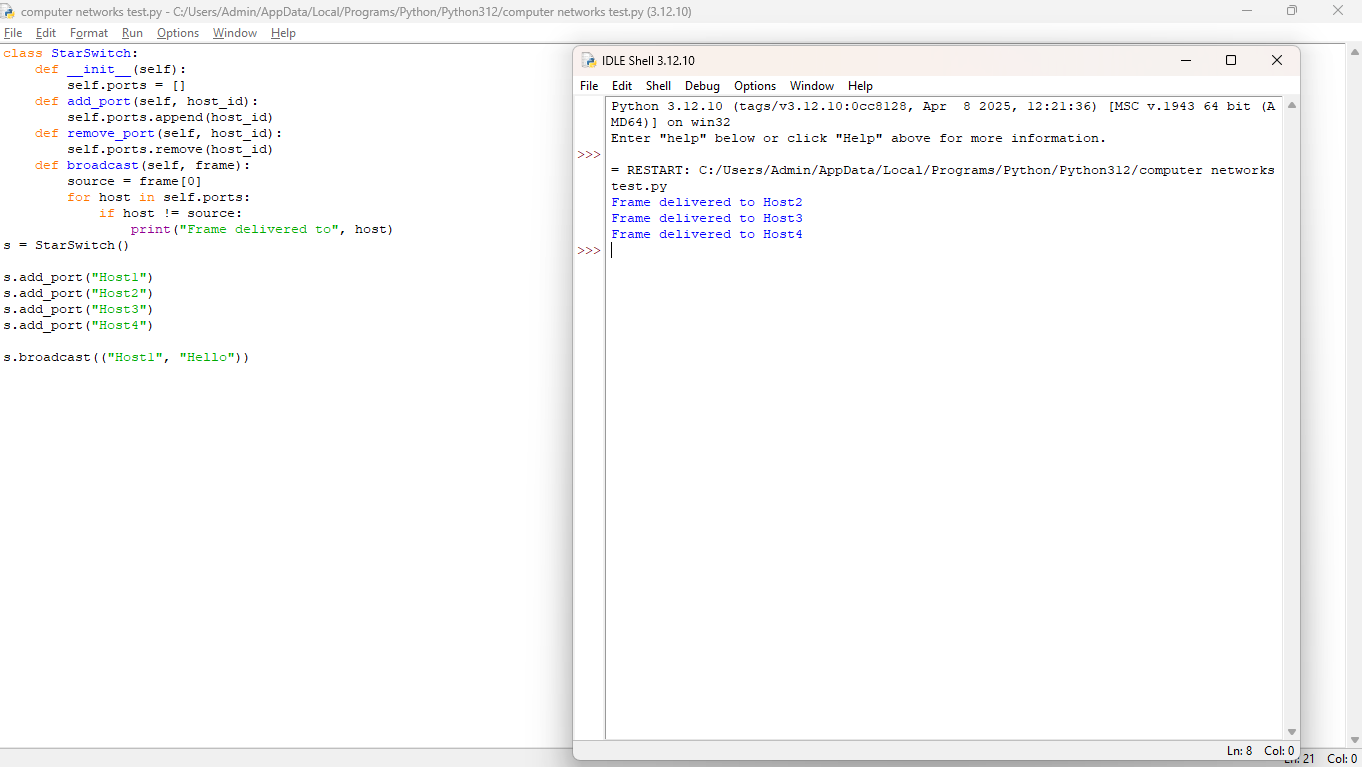 computer networks test.py - C:/Users/Admin/AppData/Local/Programs/Python/Python312/computer networks test.py (3.12.10)
File Edit Format Run Options Window Help
class StarSwitch:
    def __init__(self):
        self.ports = []
    def add_port(self, host_id):
        self.ports.append(host_id)
    def remove_port(self, host_id):
        self.ports.remove(host_id)
    def broadcast(self, frame):
        source = frame[0]
        for host in self.ports:
            if host != source:
                print("Frame delivered to", host)
s = StarSwitch()
s.add_port("Host1")
s.add_port("Host2")
s.add_port("Host3")
s.add_port("Host4")
s.broadcast(("Host1", "Hello"))
IDLE Shell 3.12.10
File Edit Shell Debug Options Window Help
Python 3.12.10 (tags/v3.12.10:0cc8128, Apr  8 2025, 12:21:36) [MSC v.1943 64 bit (A
MD64)] on win32
Enter "help" below or click "Help" above for more information.
>>>
= RESTART: C:/Users/Admin/AppData/Local/Programs/Python/Python312/computer networks
test.py
Frame delivered to Host2
Frame delivered to Host3
Frame delivered to Host4
>>>
Ln: 8 Col: 0
21 Col: 0